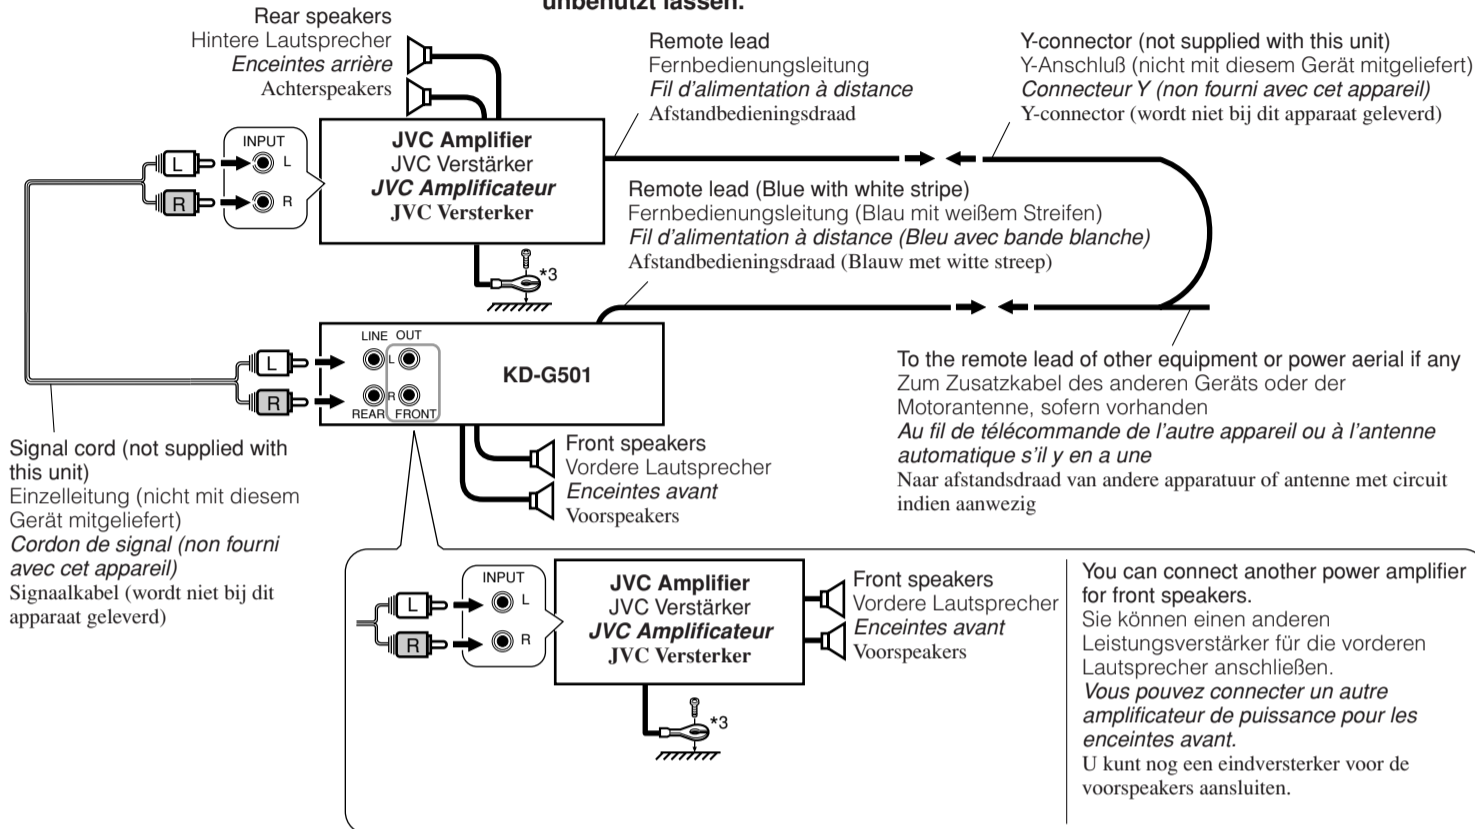 unbenutzt lassen.
Rear speakers
Hintere Lautsprecher
Enceintes arrière
Achterspeakers
Remote lead
Fernbedienungsleitung
Fil d'alimentation à distance
Afstandbedieningsdraad
Y-connector (not supplied with this unit)
Y-Anschluß (nicht mit diesem Gerät mitgeliefert)
Connecteur Y (non fourni avec cet appareil)
Y-connector (wordt niet bij dit apparaat geleverd)
INPUT
L
L
R
R
JVC Amplifier
JVC Verstärker
JVC Amplificateur
JVC Versterker
*3
Remote lead (Blue with white stripe)
Fernbedienungsleitung (Blau mit weißem Streifen)
Fil d'alimentation à distance (Bleu avec bande blanche)
Afstandbedieningsdraad (Blauw met witte streep)
LINE OUT
L
L
R
R
REAR FRONT
KD-G501
To the remote lead of other equipment or power aerial if any
Zum Zusatzkabel des anderen Geräts oder der
Motorantenne, sofern vorhanden
Au fil de télécommande de l'autre appareil ou à l'antenne
automatique s'il y en a une
Naar afstandsdraad van andere apparatuur of antenne met circuit
indien aanwezig
Signal cord (not supplied with
this unit)
Einzelleitung (nicht mit diesem
Gerät mitgeliefert)
Cordon de signal (non fourni
avec cet appareil)
Signaalkabel (wordt niet bij dit
apparaat geleverd)
Front speakers
Vordere Lautsprecher
Enceintes avant
Voorspeakers
INPUT
L
L
R
R
JVC Amplifier
JVC Verstärker
JVC Amplificateur
JVC Versterker
*3
Front speakers
Vordere Lautsprecher
Enceintes avant
Voorspeakers
You can connect another power amplifier
for front speakers.
Sie können einen anderen
Leistungsverstärker für die vorderen
Lautsprecher anschließen.
Vous pouvez connecter un autre
amplificateur de puissance pour les
enceintes avant.
U kunt nog een eindversterker voor de
voorspeakers aansluiten.